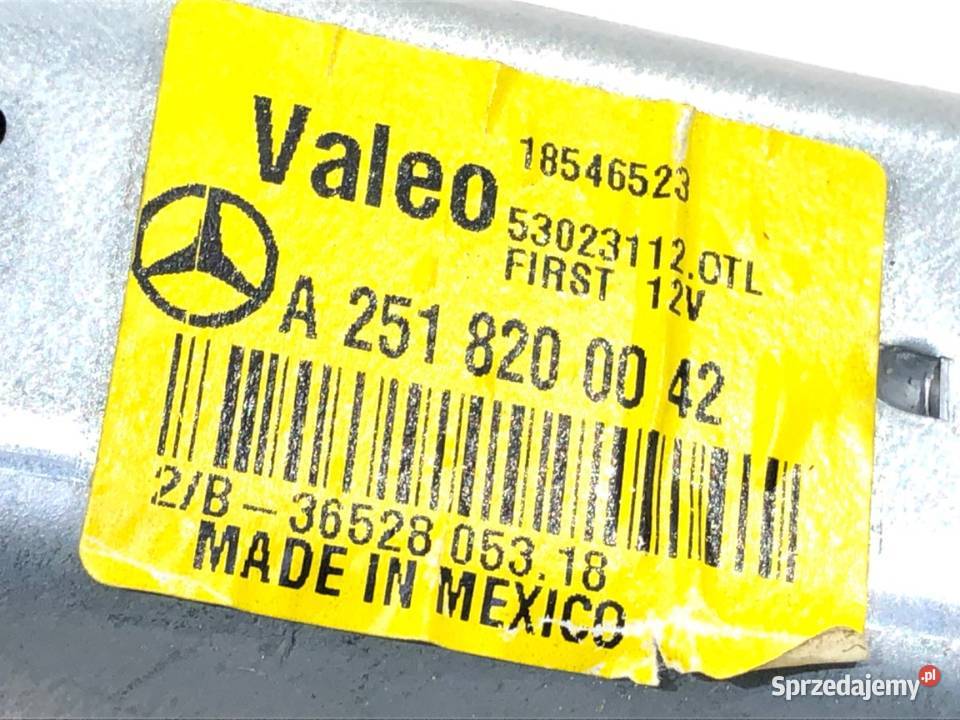 Valeo
18546523
53023112.OTL
FIRST 12V
A 251 820 00 42
2/B-36528 053.18
MADE IN MEXICO
Sprzedajemy.pl